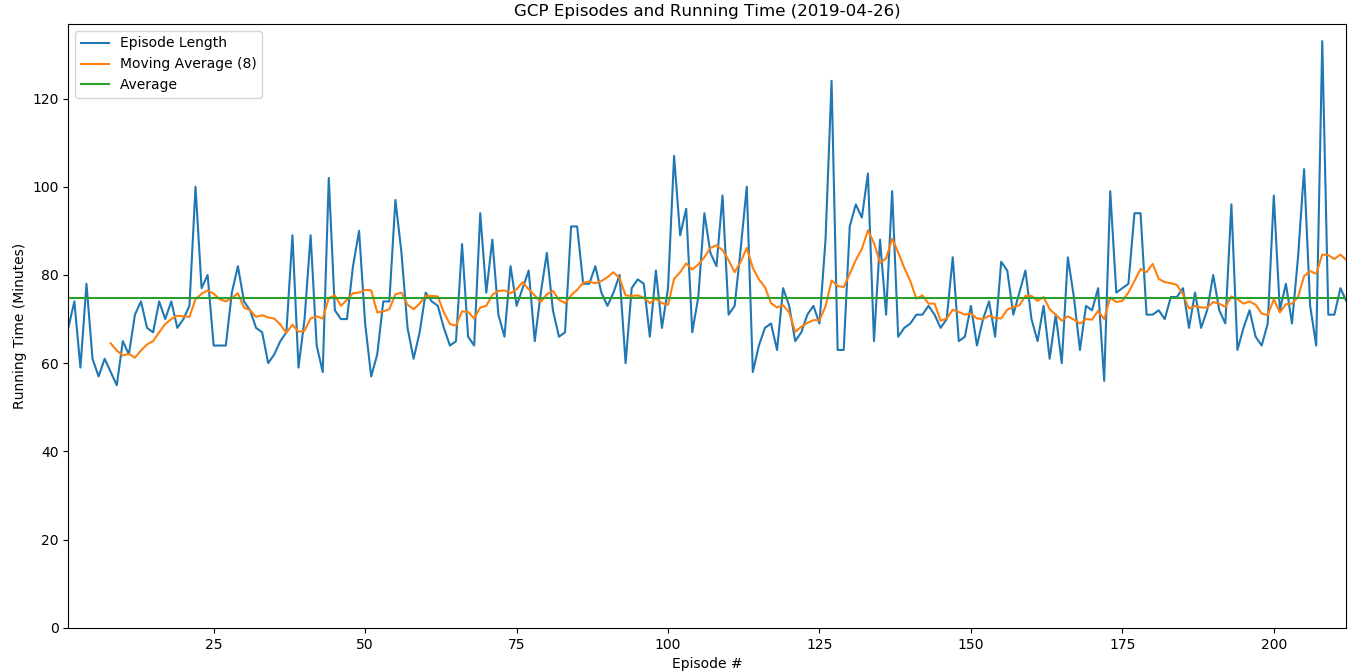 GCP Episodes and Running Time (2019-04-26)
Episode Length
Moving Average (8)
Average
Running Time (Minutes)
120
100
80
60
40
20
0
25 50 75 100 125 150 175 200
Episode #